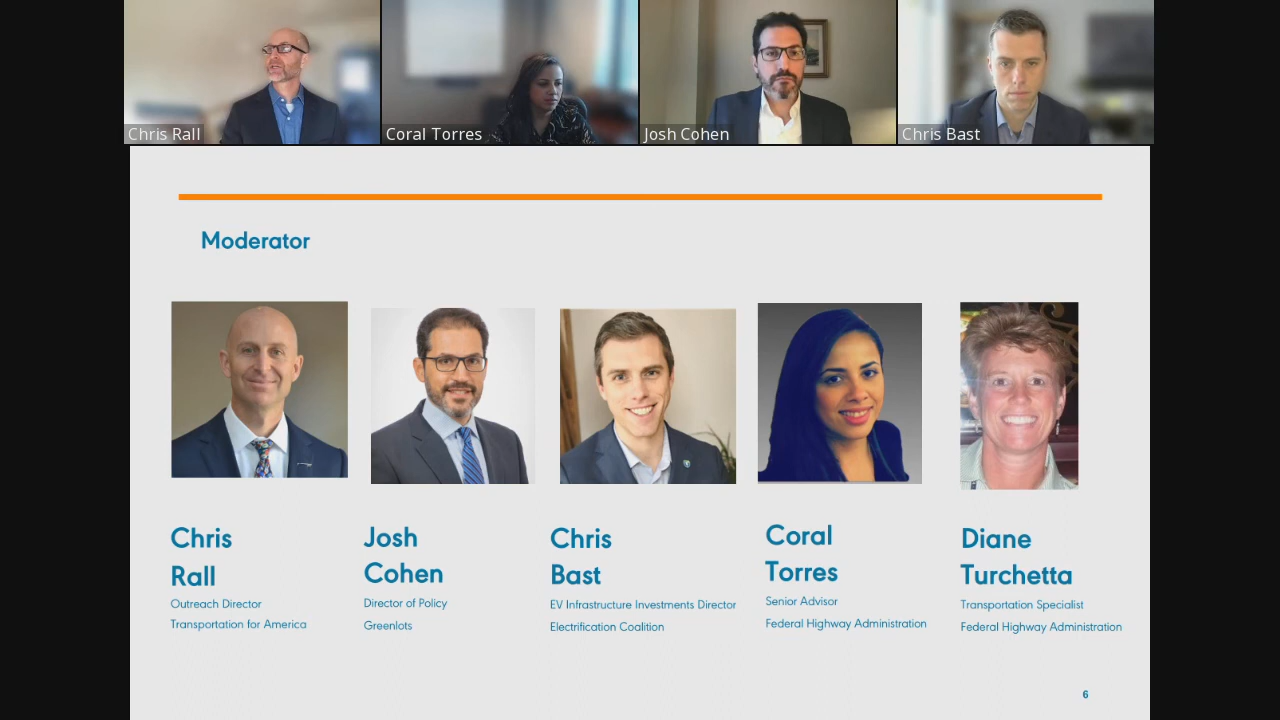 Chris Rall
Coral Torres
Josh Cohen
Chris Bast
Moderator
Chris
Rall
Outreach Director
Transportation for America
Josh
Cohen
Director of Policy
Greenlots
Chris
Bast
EV Infrastructure Investments Director
Electrification Coalition
Coral
Torres
Senior Advisor
Federal Highway Administration
Diane
Turchetta
Transportation Specialist
Federal Highway Administration
6